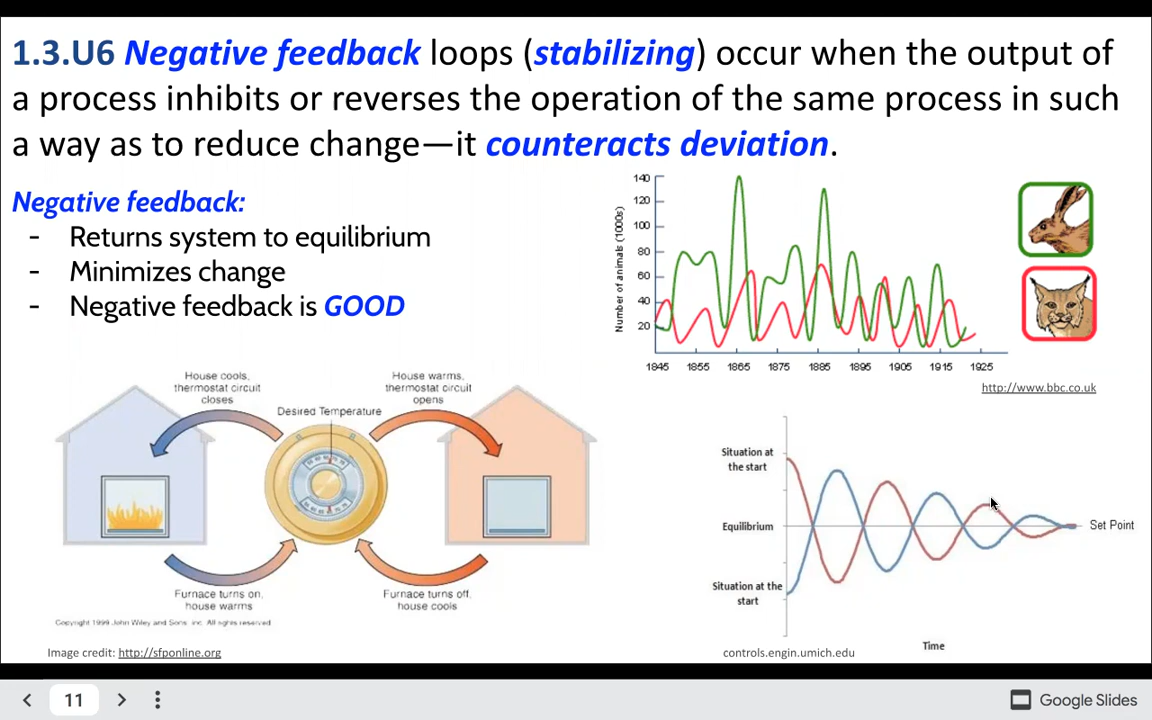 1.3.U6 Negative feedback loops (stabilizing) occur when the output of
a process inhibits or reverses the operation of the same process in such
a way as to reduce change—it counteracts deviation.
Negative feedback:
- Returns system to equilibrium
- Minimizes change
- Negative feedback is GOOD
Number of animals (1000s)
140
120
100
80
60
40
20
1845 1855 1865 1875 1885 1895 1905 1915 1925
http://www.bbc.co.uk
House cools,
thermostat circuit
closes
House warms,
thermostat circuit
opens
Desired Temperature
Furnace turns on,
house warms
Furnace turns off,
house cools
Copyright 1999 John Wiley and Sons, Inc. All rights reserved
Image credit: http://sfponline.org
Situation at
the start
Equilibrium
Set Point
Situation at the
start
Time
controls.engin.umich.edu
11
Google Slides